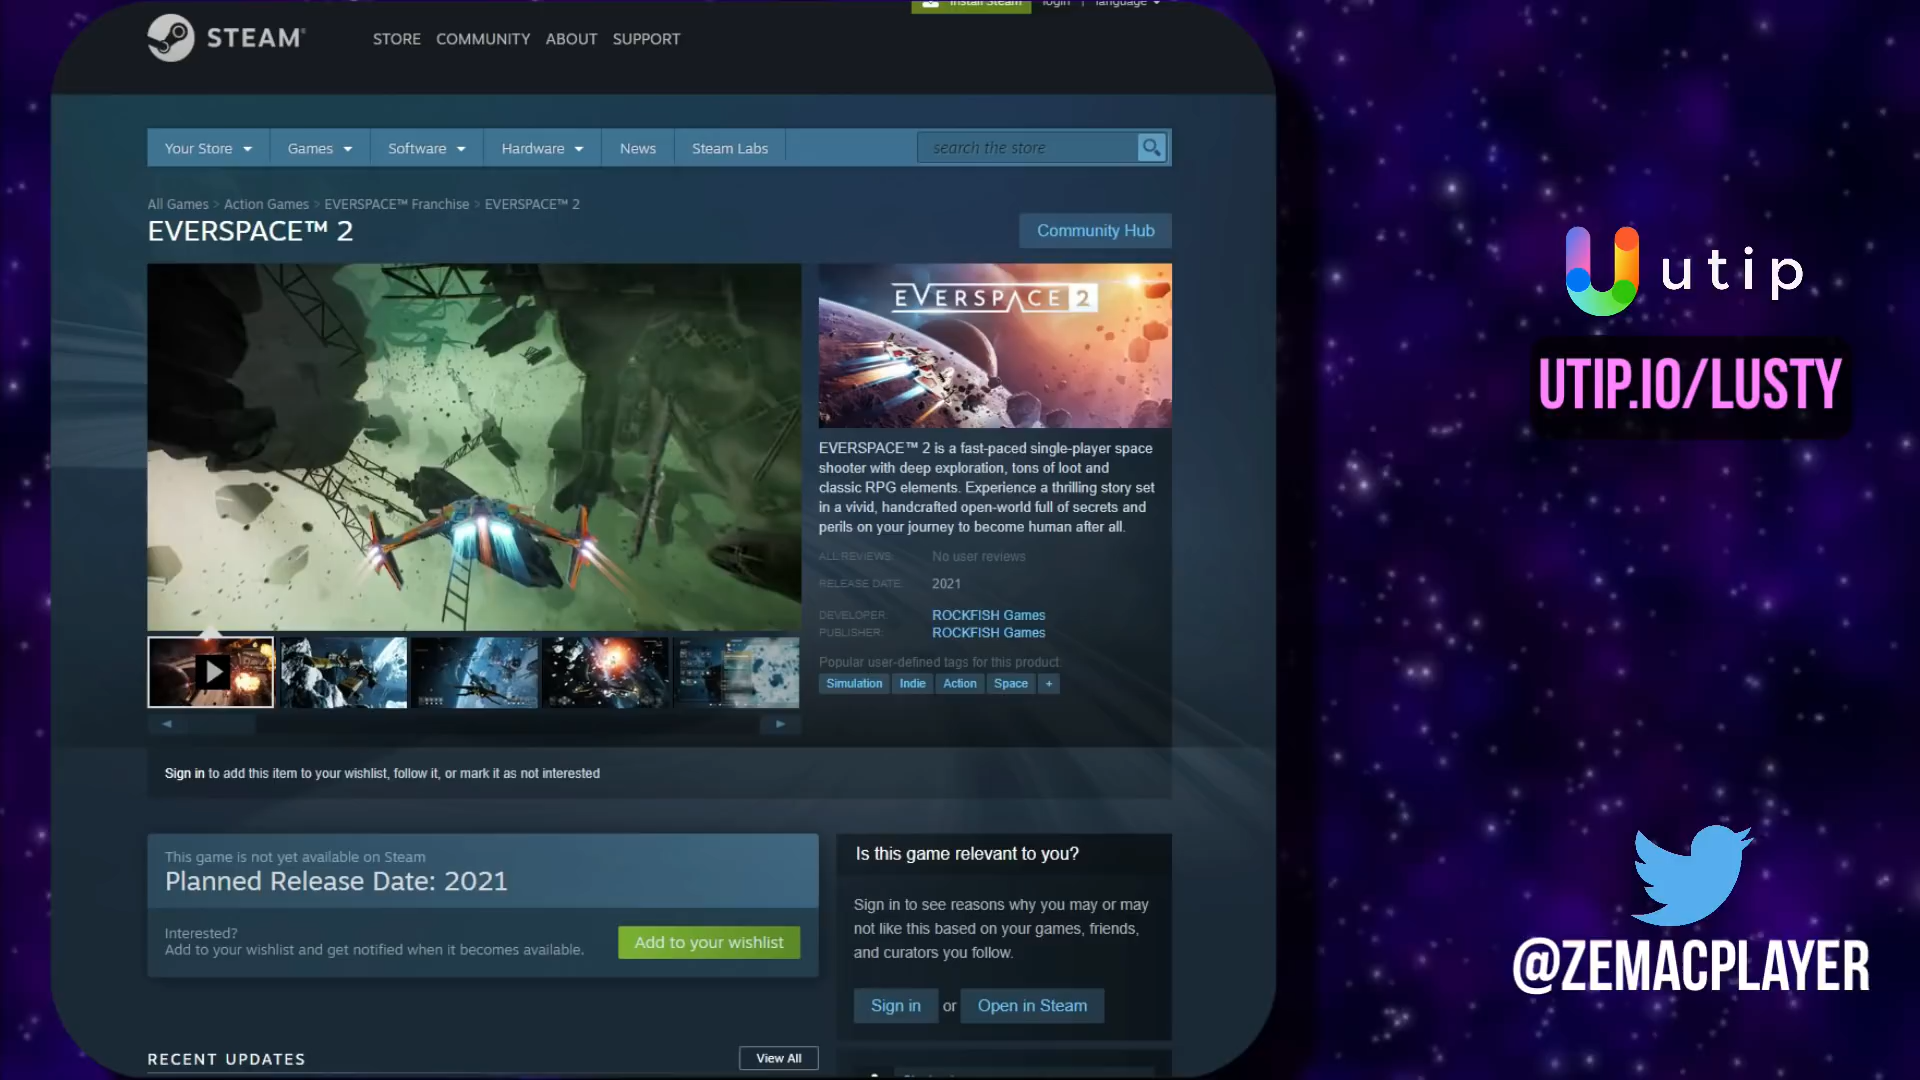 Install Steam login | language
STEAM
STORE COMMUNITY ABOUT SUPPORT
Your Store Games Software Hardware News Steam Labs search the store
All Games > Action Games > EVERSPACE™ Franchise > EVERSPACE™ 2
EVERSPACE™ 2
Community Hub
EVERSPACE 2
EVERSPACE™ 2 is a fast-paced single-player space
shooter with deep exploration, tons of loot and
classic RPG elements. Experience a thrilling story set
in a vivid, handcrafted open-world full of secrets and
perils on your journey to become human after all.
ALL REVIEWS: No user reviews
RELEASE DATE: 2021
DEVELOPER: ROCKFISH Games
PUBLISHER: ROCKFISH Games
Popular user-defined tags for this product:
Simulation Indie Action Space +
Sign in to add this item to your wishlist, follow it, or mark it as not interested
This game is not yet available on Steam
Planned Release Date: 2021
Interested?
Add to your wishlist and get notified when it becomes available.
Add to your wishlist
Is this game relevant to you?
Sign in to see reasons why you may or may
not like this based on your games, friends,
and curators you follow.
Sign in or Open in Steam
RECENT UPDATES
View All
utip
UTIP.IO/LUSTY
@ZEMACPLAYER